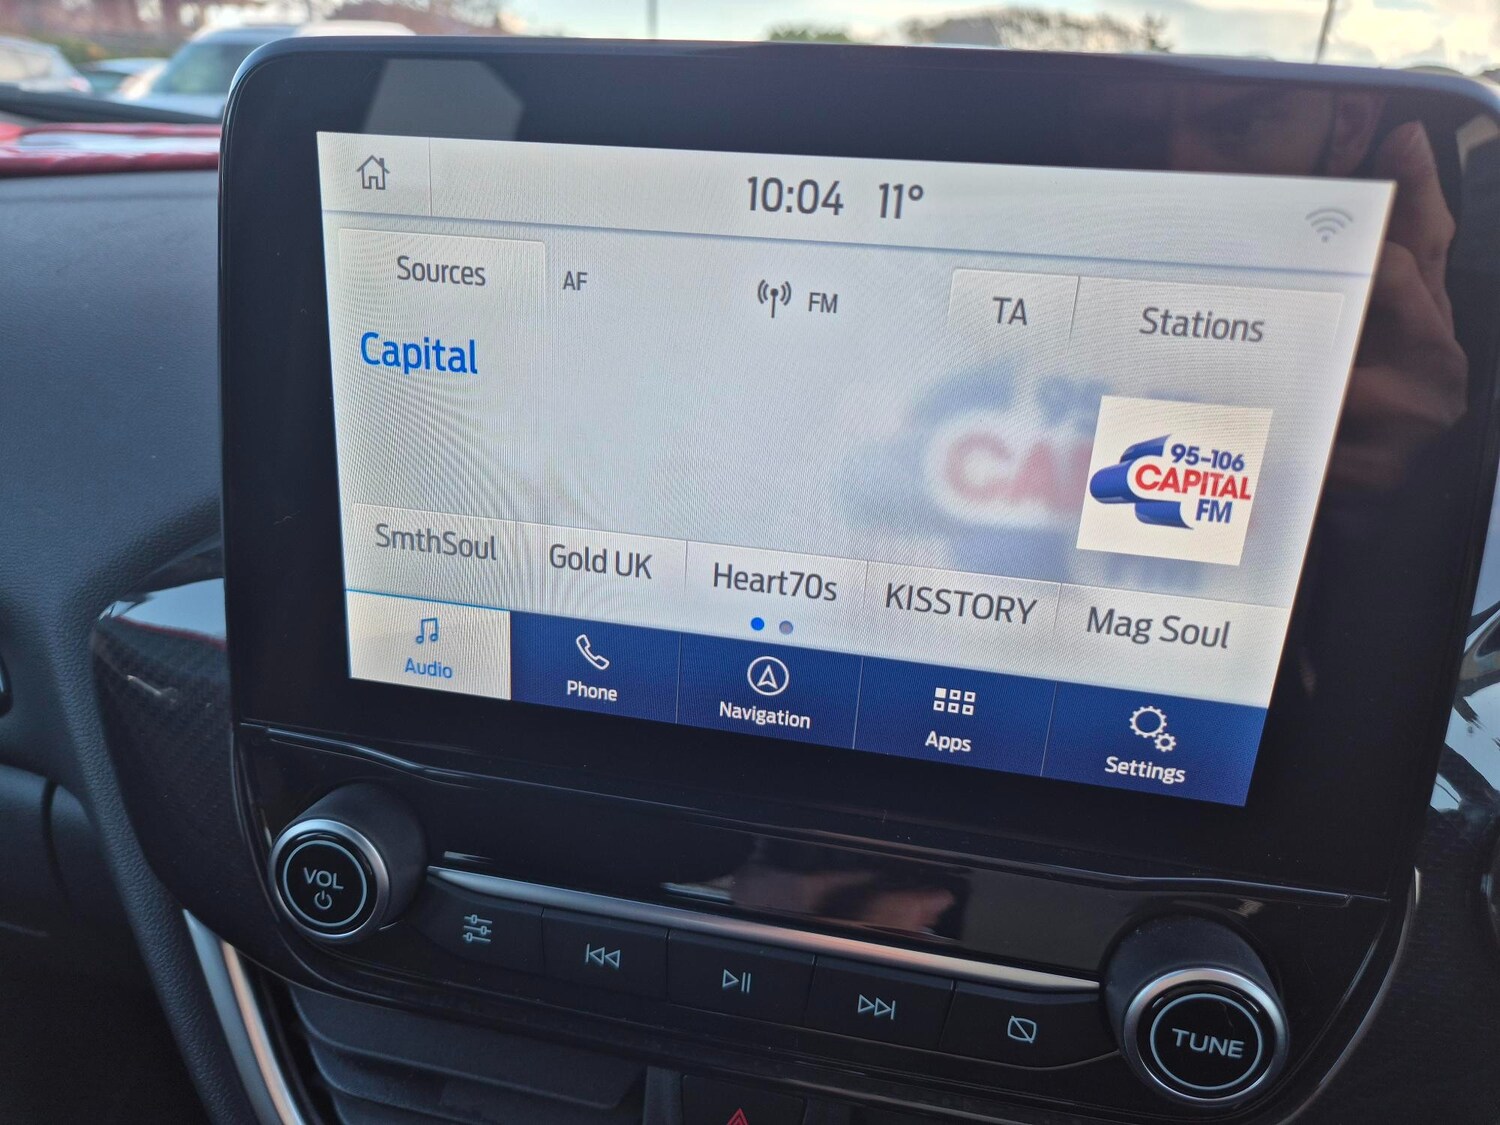 10:04 11°
Sources AF FM TA Stations
Capital
95-106
CAPITAL
FM
SmthSoul Gold UK Heart70s KISSTORY Mag Soul
Audio Phone Navigation Apps Settings
VOL
TUNE